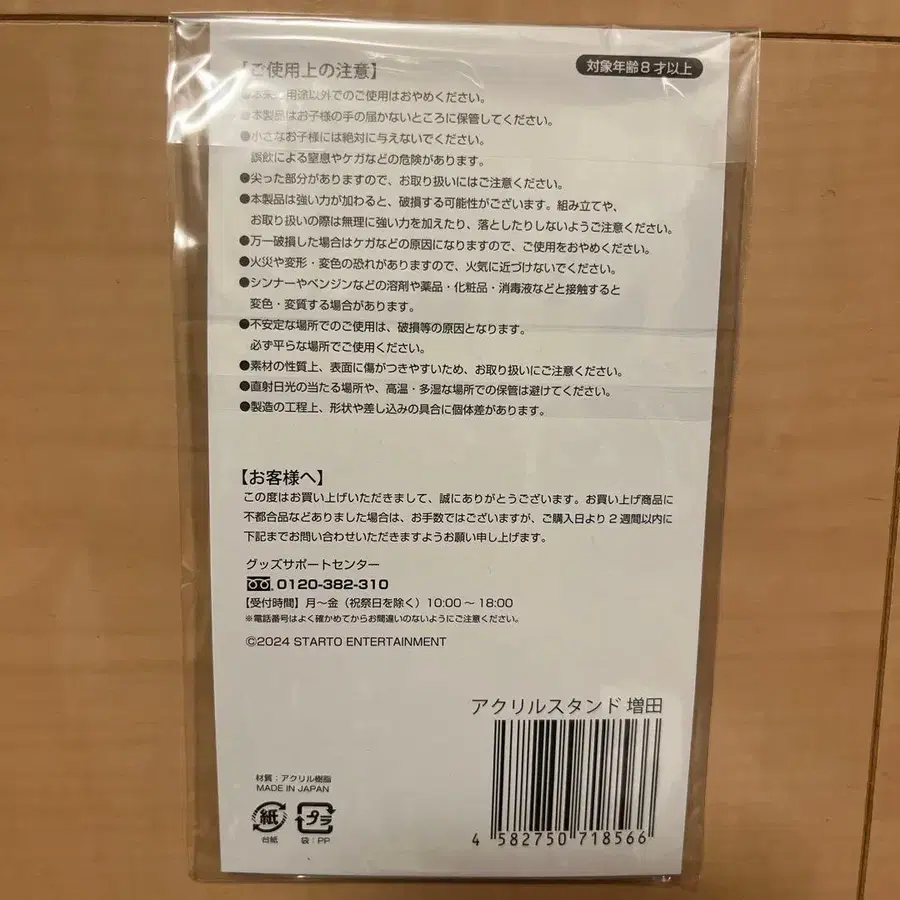 【ご使用上の注意】
対象年齢8才以上
●本来の用途以外でのご使用はおやめください。
●本製品はお子様の手の届かないところに保管してください。
●小さなお子様には絶対に与えないでください。
誤飲による窒息やケガなどの危険があります。
●尖った部分がありますので、お取り扱いにはご注意ください。
●本製品は強い力が加わると、破損する可能性がございます。組み立てや、
お取り扱いの際は無理に強い力を加えたり、落としたりしないようご注意ください。
●万一破損した場合はケガなどの原因になりますので、ご使用をおやめください。
●火災や変形・変色の恐れがありますので、火気に近づけないでください。
●シンナーやベンジンなどの溶剤や薬品・化粧品・消毒液などと接触すると
変色・変質する場合があります。
●不安定な場所でのご使用は、破損等の原因となります。
必ず平らな場所でご使用ください。
●素材の性質上、表面に傷がつきやすいため、お取り扱いにご注意ください。
●直射日光の当たる場所や、高温・多湿な場所での保管は避けてください。
●製造の工程上、形状や差し込みの具合に個体差があります。
【お客様へ】
この度はお買い上げいただきまして、誠にありがとうございます。お買い上げ商品に
不都合品などありました場合は、お手数ではございますが、ご購入日より2週間以内に
下記までお問い合わせいただきますようお願い申し上げます。
グッズサポートセンター
0120-382-310
【受付時間】月～金（祝祭日を除く）10:00～18:00
※電話番号はよく確かめてからお間違いのないようにご注意ください。
©2024 STARTO ENTERTAINMENT
アクリルスタンド 増田
材質：アクリル樹脂
MADE IN JAPAN
紙 プラ
台紙 袋：PP
4 582750 718566